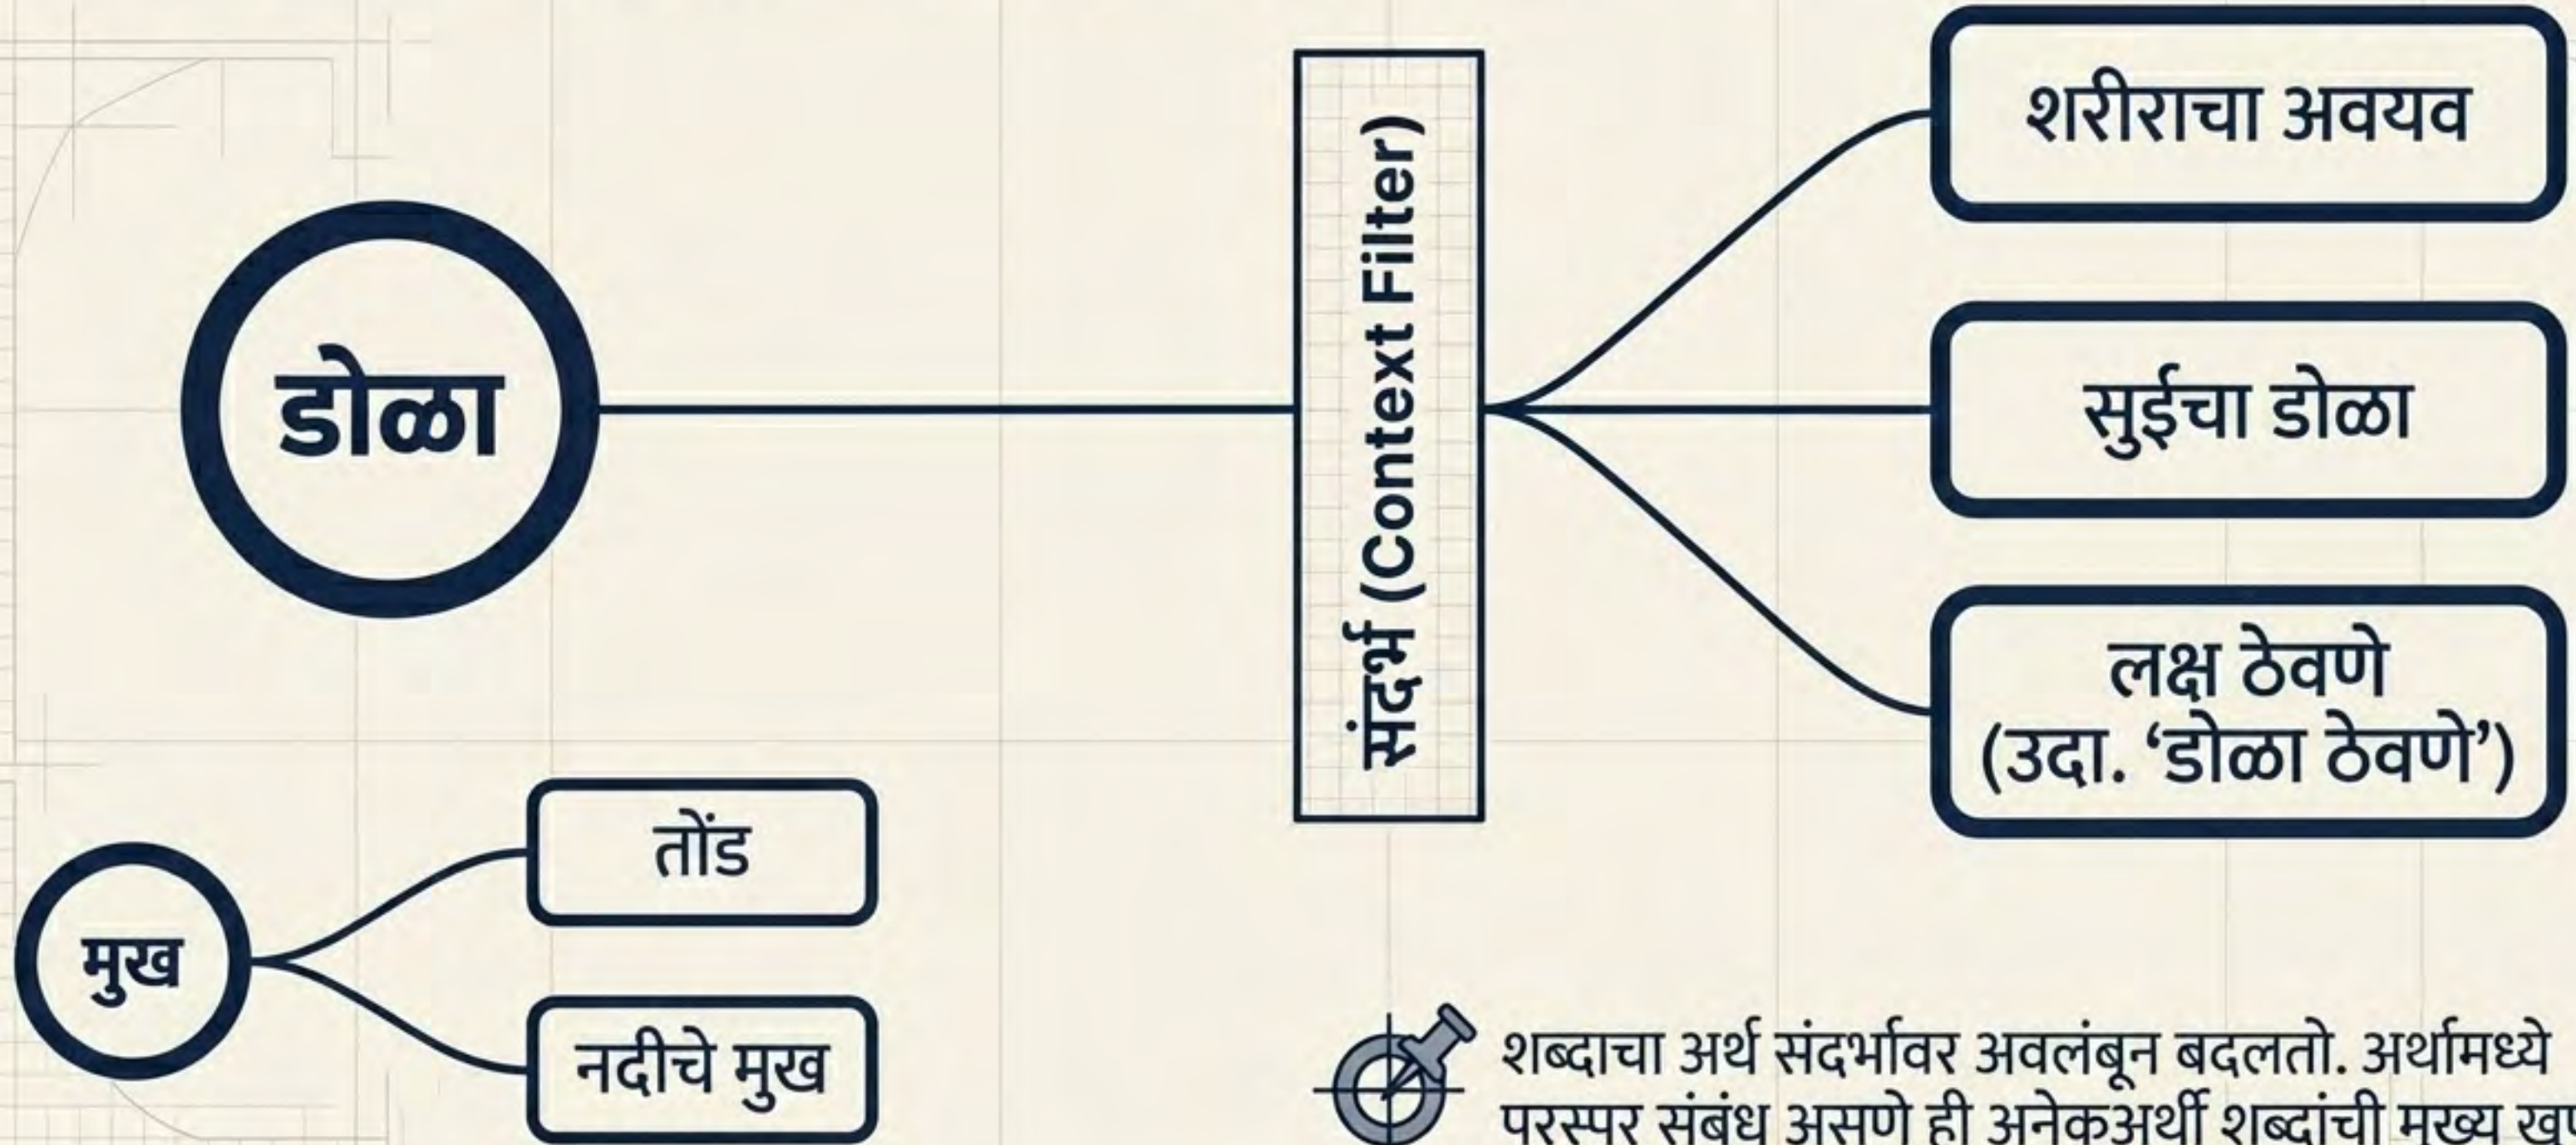 डोळा
संदर्भ (Context Filter)
शरीराचा अवयव
सुईचा डोळा
लक्ष ठेवणे
(उदा. ‘डोळा ठेवणे’)
मुख
तोंड
नदीचे मुख
शब्दाचा अर्थ संदर्भावर अवलंबून बदलतो. अर्थामध्ये
परस्पर संबंध असणे ही अनेकअर्थी शब्दांची मुख्य